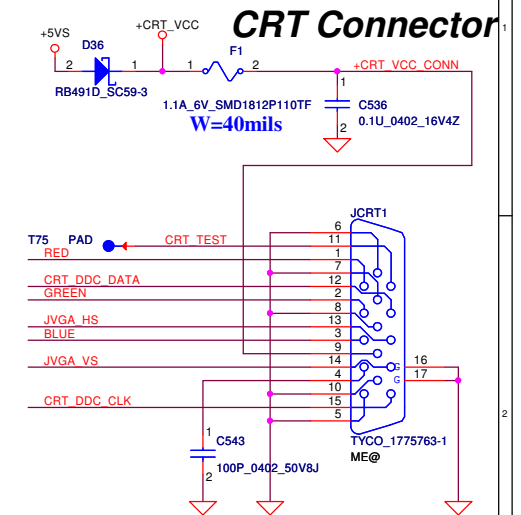 CRT Connector
1
+5VS
+CRT_VCC
D36
F1
2
1
1
2
+CRT_VCC_CONN
RB491D_SC59-3
1.1A_6V_SMD1812P110TF
W=40mils
1
C536
0.1U_0402_16V4Z
2
JCRT1
6
T75
PAD
CRT_TEST
11
RED
1
7
CRT_DDC_DATA
12
GREEN
2
8
JVGA_HS
13
BLUE
3
9
JVGA_VS
14
G
16
4
G
17
10
CRT_DDC_CLK
15
5
2
1
C543
TYCO_1775763-1
ME@
100P_0402_50V8J
2